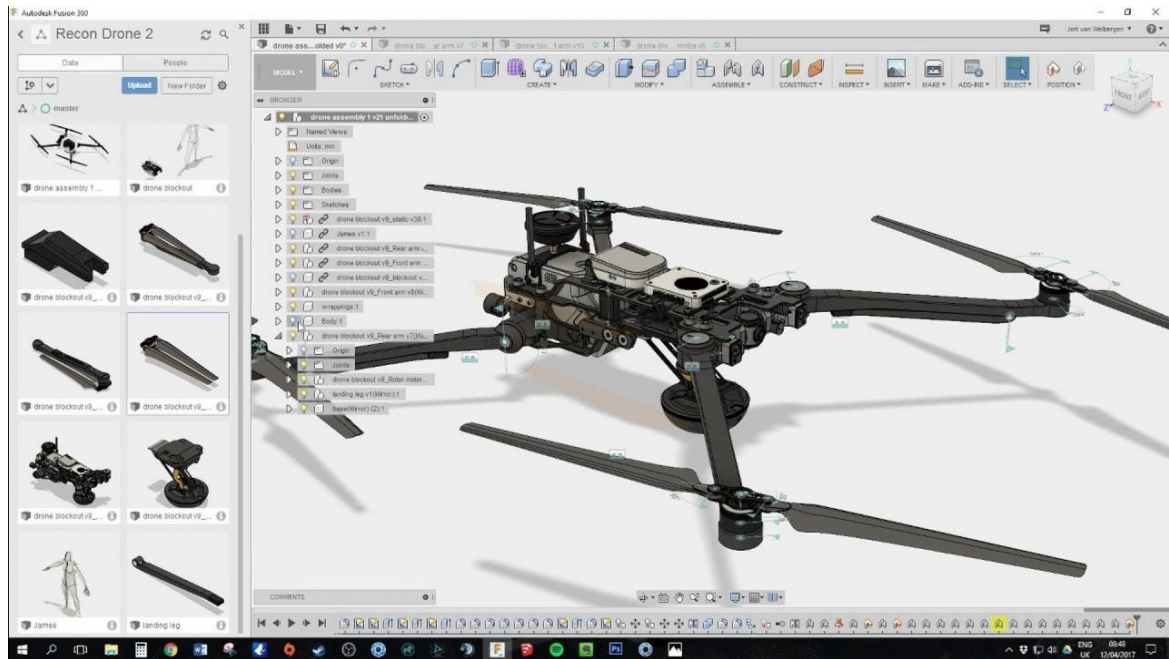 Autodesk Fusion 360
Recon Drone 2
Data
People
Upload
New Folder
master
drone assembly 1 ...
drone blockout
drone blockout v9_...
drone blockout v9_...
drone blockout v9_...
drone blockout v9_...
drone blockout v9_...
drone blockout v9_...
James
landing leg
Jort van Welbergen
drone ass...olded v0*
MODEL
SKETCH
CREATE
MODIFY
ASSEMBLE
CONSTRUCT
INSPECT
INSERT
MAKE
ADD-INS
SELECT
POSITION
FRONT
Z
X
BROWSER
drone assembly 1 v21 unfold...
Named Views
Units: mm
Origin
Joints
Bodies
Sketches
drone blockout v9_static v39:1
James v1:1
drone blockout v9_Rear arm v...
drone blockout v9_Front arm ...
drone blockout v9_blockout v...
drone blockout v9_Front arm v8(Mi...
wrappings:1
Body:1
drone blockout v9_Rear arm v7(Mi...
Origin
Joints
drone blockout v9_Rotor motor ...
landing leg v1(Mirror):1
base(Mirror) (2):1
COMMENTS
ENG
08:48
UK
12/04/2017